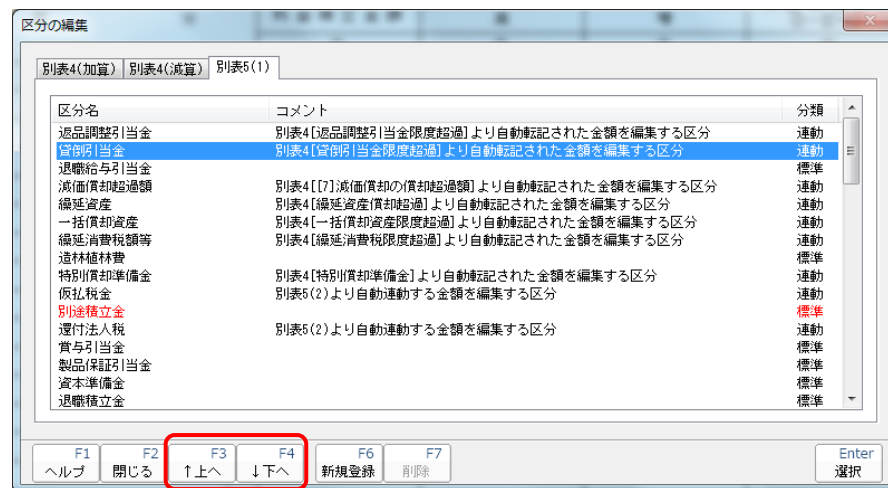 区分の編集
別表4(加算) 別表4(減算) 別表5(1)
区分名 コメント 分類
返品調整引当金 別表4[返品調整引当金限度超過]より自動転記された金額を編集する区分 連動
貸倒引当金 別表4[貸倒引当金限度超過]より自動転記された金額を編集する区分 連動
退職給与引当金 標準
減価償却超過額 別表4[[7]減価償却の償却超過額]より自動転記された金額を編集する区分 連動
繰延資産 別表4[繰延資産償却超過]より自動転記された金額を編集する区分 連動
一括償却資産 別表4[一括償却資産限度超過]より自動転記された金額を編集する区分 連動
繰延消費税額等 別表4[繰延消費税限度超過]より自動転記された金額を編集する区分 連動
造林植林費 標準
特別償却準備金 別表4[特別償却準備金]より自動転記された金額を編集する区分 連動
仮払税金 別表5(2)より自動連動する金額を編集する区分 連動
別途積立金 標準
還付法人税 別表5(2)より自動連動する金額を編集する区分 連動
賞与引当金 標準
製品保証引当金 標準
資本準備金 標準
退職積立金 標準
F1 F2 F3 F4 F6 F7 Enter
ヘルプ 閉じる ↑上へ ↓下へ 新規登録 削除 選択